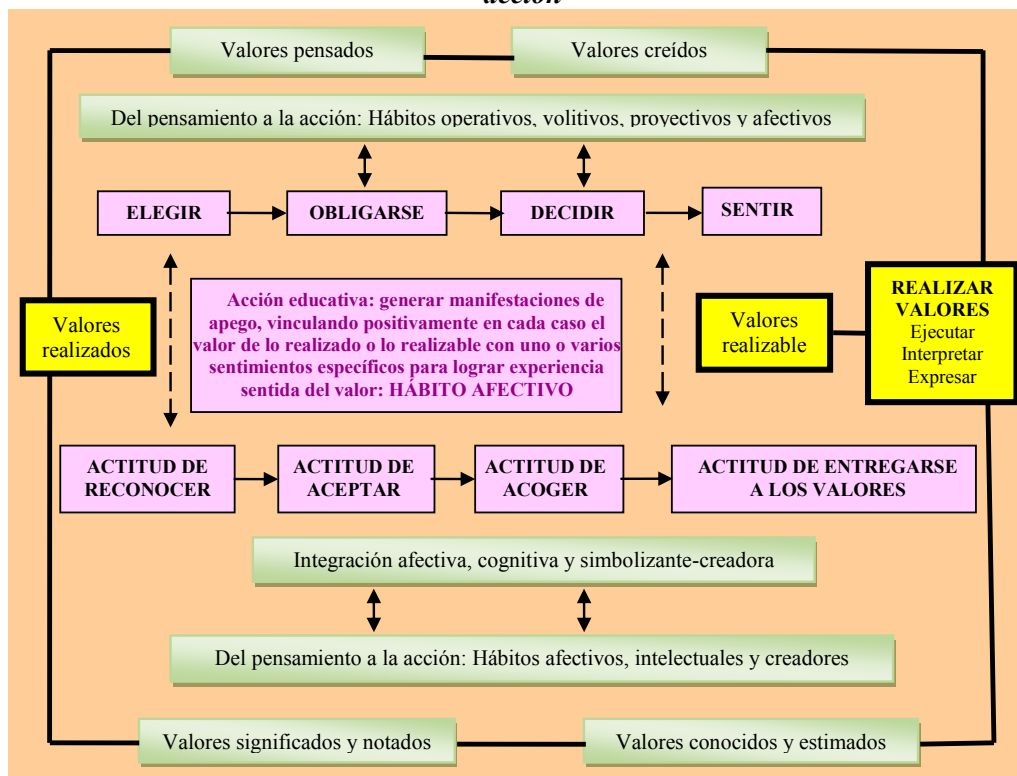 acción
Valores pensados
Valores creídos
Del pensamiento a la acción: Hábitos operativos, volitivos, proyectivos y afectivos
ELEGIR
OBLIGARSE
DECIDIR
SENTIR
Valores
realizados
Acción educativa: generar manifestaciones de
apego, vinculando positivamente en cada caso el
valor de lo realizado o lo realizable con uno o varios
sentimientos específicos para lograr experiencia
sentida del valor: HÁBITO AFECTIVO
Valores
realizable
REALIZAR
VALORES
Ejecutar
Interpretar
Expresar
ACTITUD DE
RECONOCER
ACTITUD DE
ACEPTAR
ACTITUD DE
ACOGER
ACTITUD DE ENTREGARSE
A LOS VALORES
Integración afectiva, cognitiva y simbolizante-creadora
Del pensamiento a la acción: Hábitos afectivos, intelectuales y creadores
Valores significados y notados
Valores conocidos y estimados